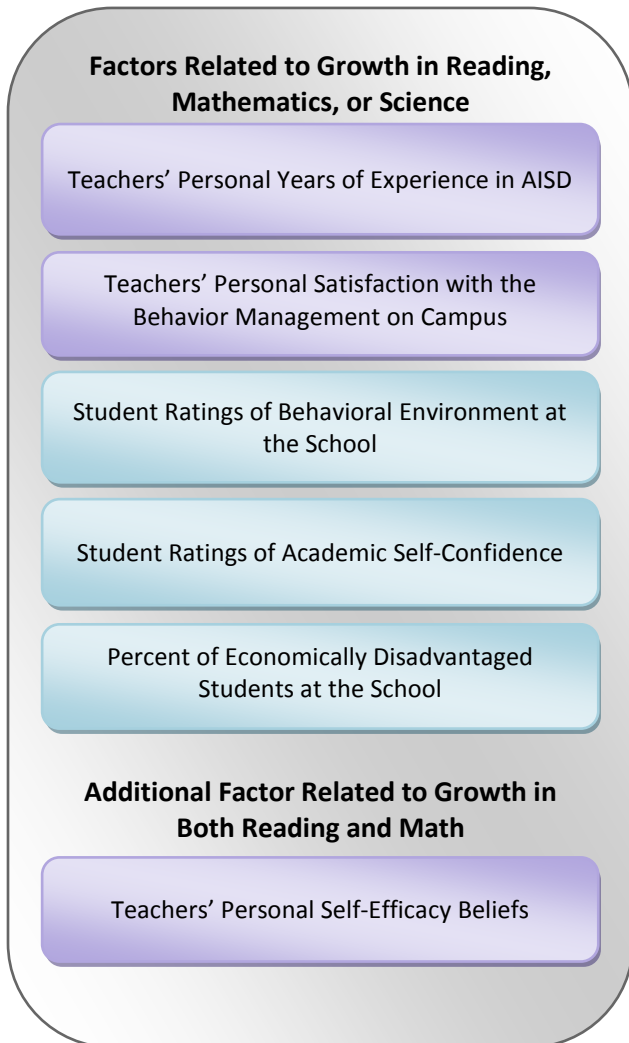 Factors Related to Growth in Reading,
Mathematics, or Science
Teachers’ Personal Years of Experience in AISD
Teachers’ Personal Satisfaction with the
Behavior Management on Campus
Student Ratings of Behavioral Environment at
the School
Student Ratings of Academic Self-Confidence
Percent of Economically Disadvantaged
Students at the School
Additional Factor Related to Growth in
Both Reading and Math
Teachers’ Personal Self-Efficacy Beliefs